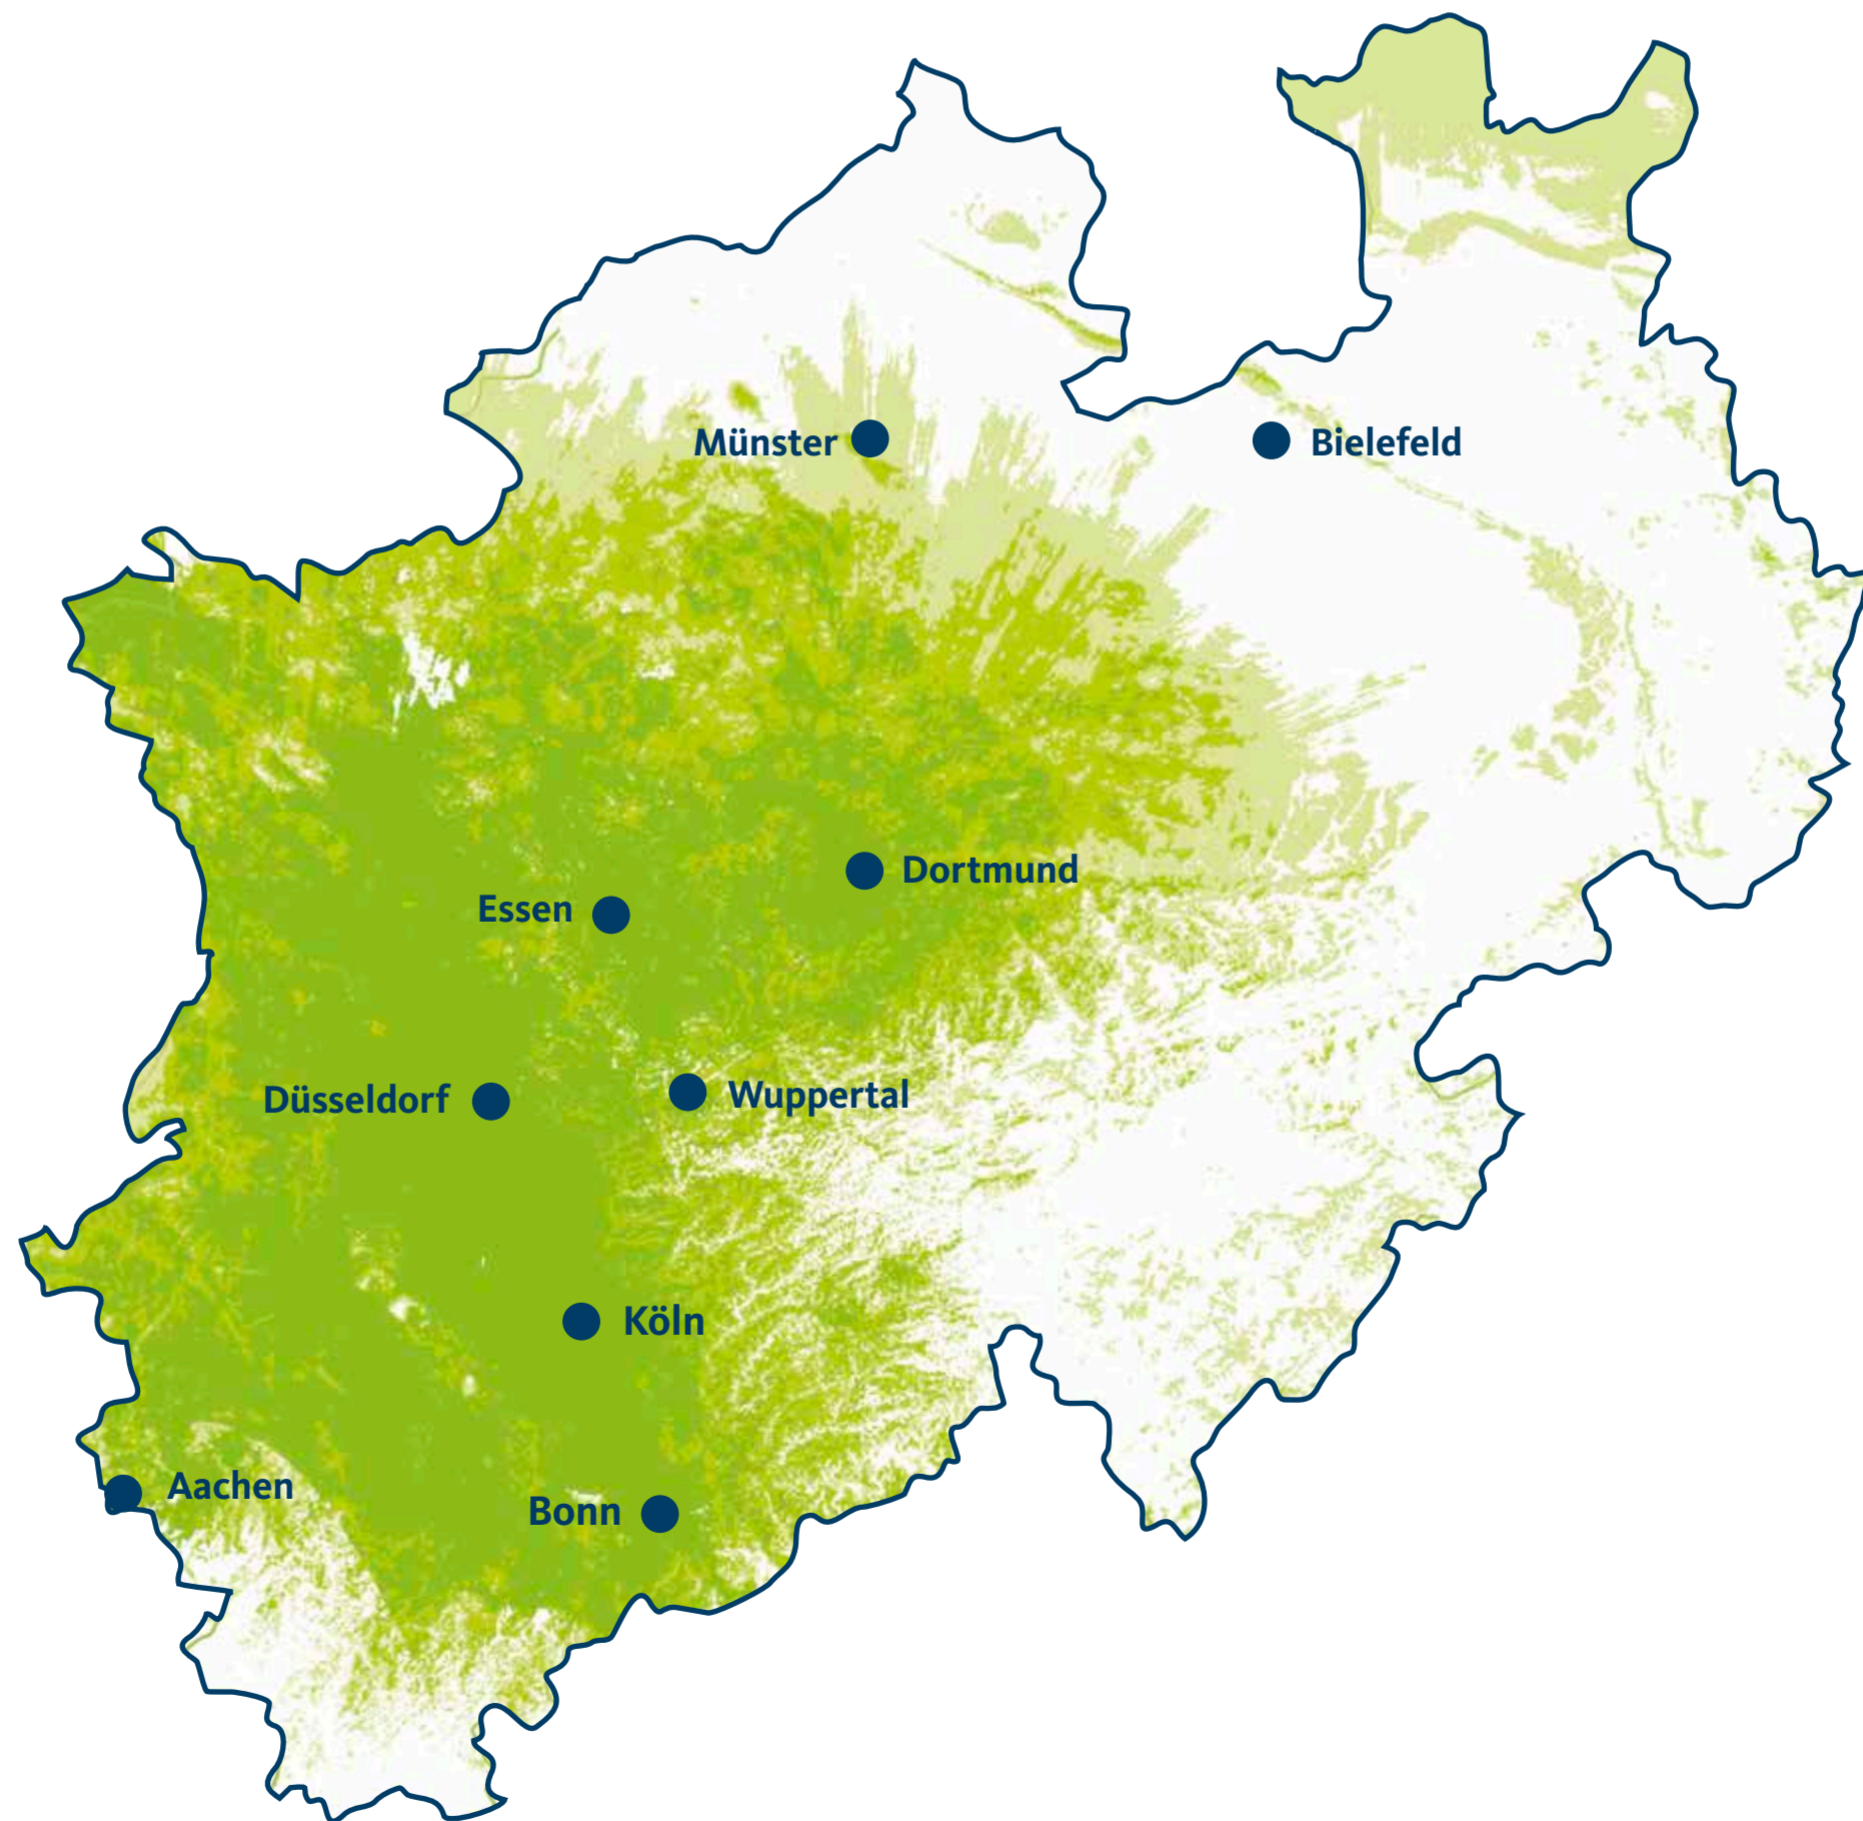 Münster
Bielefeld
Dortmund
Essen
Düsseldorf
Wuppertal
Köln
Aachen
Bonn